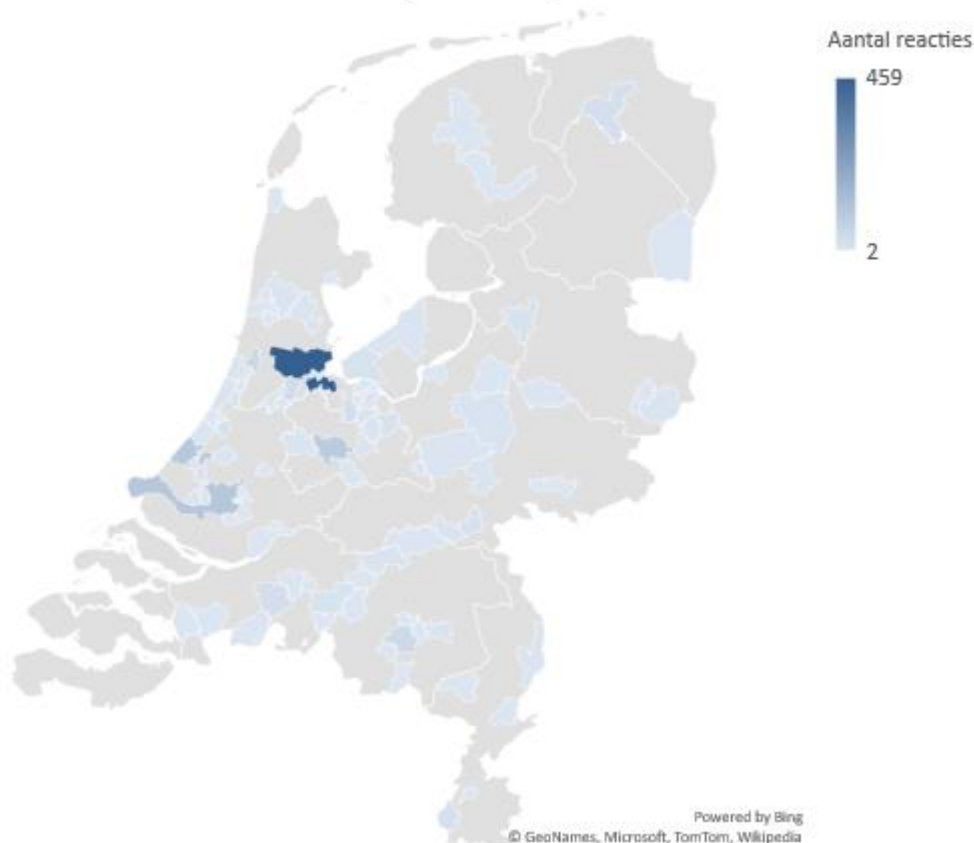 Aantal reacties
459
2
Powered by Bing
© GeoNames, Microsoft, TomTom, Wikipedia